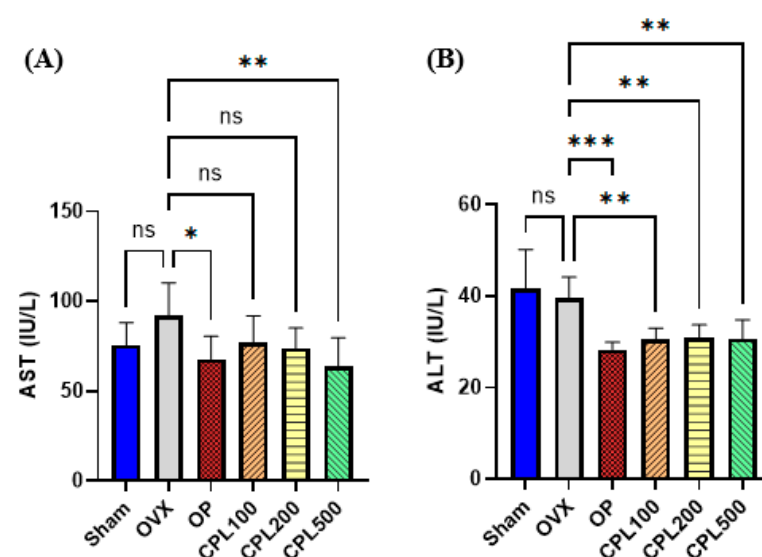 (A)
**
ns
ns
ns
*
150
100
50
0
AST (IU/L)
Sham
OVX
OP
CPL100
CPL200
CPL500
(B)
**
**
***
ns
**
60
40
20
0
ALT (IU/L)
Sham
OVX
OP
CPL100
CPL200
CPL500